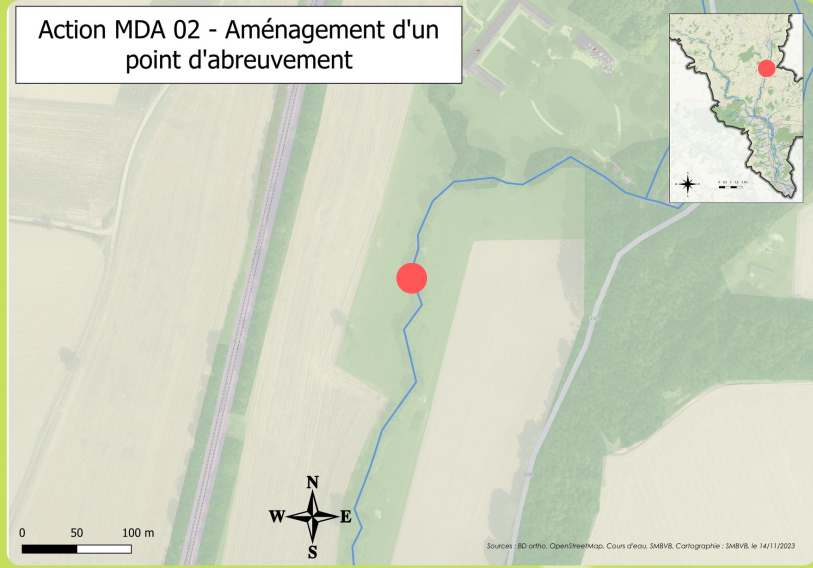 Action MDA 02 - Aménagement d'un
point d'abreuvement
N
W E
S
0 50 100 m
Sources : BD ortho, OpenStreetMap, Cours d'eau, SMBVB, Cartographie : SMBVB, le 14/11/2023